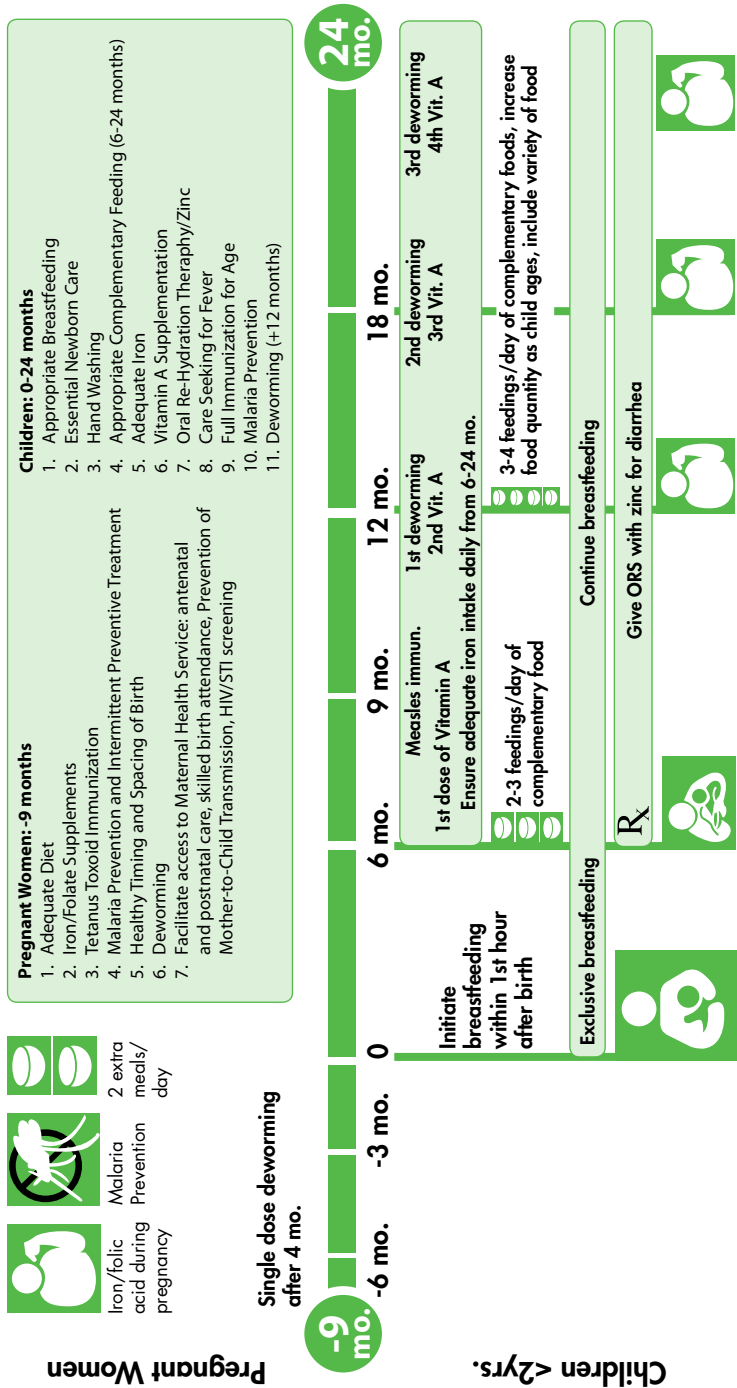 Pregnant Women
Iron/folic
acid during
pregnancy
Malaria
Prevention
2 extra
meals/
day
Pregnant Women: -9 months
1. Adequate Diet
2. Iron/Folate Supplements
3. Tetanus Toxoid Immunization
4. Malaria Prevention and Intermittent Preventive Treatment
5. Healthy Timing and Spacing of Birth
6. Deworming
7. Facilitate access to Maternal Health Service: antenatal
and postnatal care, skilled birth attendance, Prevention of
Mother-to-Child Transmission, HIV/STI screening
Children: 0-24 months
1. Appropriate Breastfeeding
2. Essential Newborn Care
3. Hand Washing
4. Appropriate Complementary Feeding (6-24 months)
5. Adequate Iron
6. Vitamin A Supplementation
7. Oral Re-Hydration Theraphy/Zinc
8. Care Seeking for Fever
9. Full Immunization for Age
10. Malaria Prevention
11. Deworming (+12 months)
Single dose deworming
after 4 mo.
-9
mo.
-6 mo.
-3 mo.
0
6 mo.
9 mo.
12 mo.
18 mo.
24
mo.
Children <2yrs.
Initiate
breastfeeding
within 1st hour
after birth
Measles immun.
1st dose of Vitamin A
1st deworming
2nd Vit. A
2nd deworming
3rd Vit. A
3rd deworming
4th Vit. A
Ensure adequate iron intake daily from 6-24 mo.
2-3 feedings/day of
complementary food
3-4 feedings/day of complementary foods, increase
food quantity as child ages, include variety of food
Exclusive breastfeeding
Continue breastfeeding
Rx
Give ORS with zinc for diarrhea